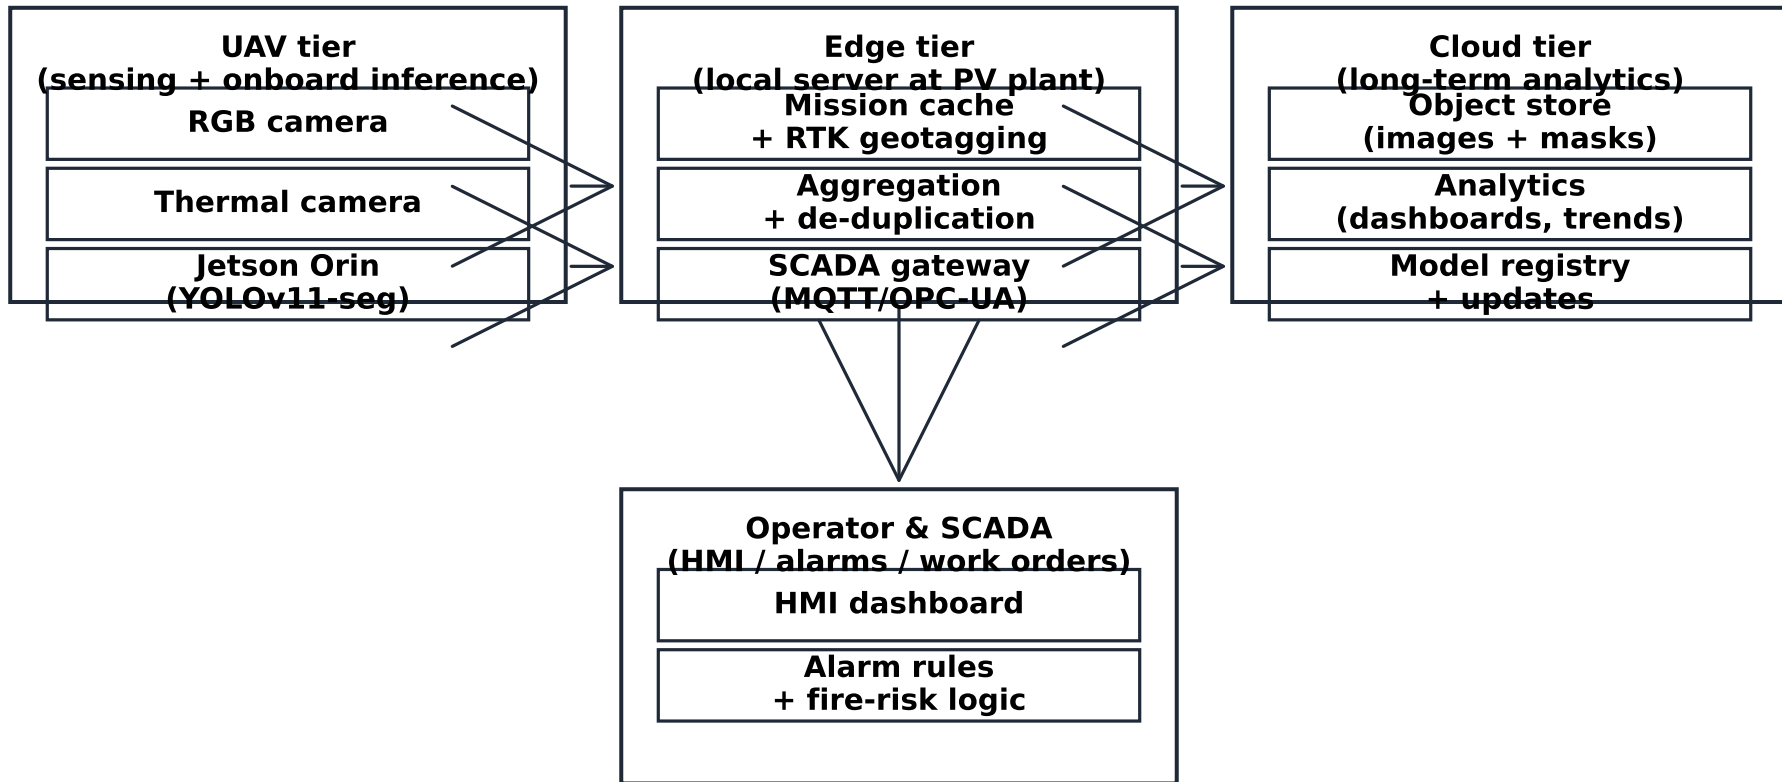 UAV tier
(sensing + onboard inference)
RGB camera
Thermal camera
Jetson Orin
(YOLOv11-seg)
Edge tier
(local server at PV plant)
Mission cache
+ RTK geotagging
Aggregation
+ de-duplication
SCADA gateway
(MQTT/OPC-UA)
Cloud tier
(long-term analytics)
Object store
(images + masks)
Analytics
(dashboards, trends)
Model registry
+ updates
Operator & SCADA
(HMI / alarms / work orders)
HMI dashboard
Alarm rules
+ fire-risk logic